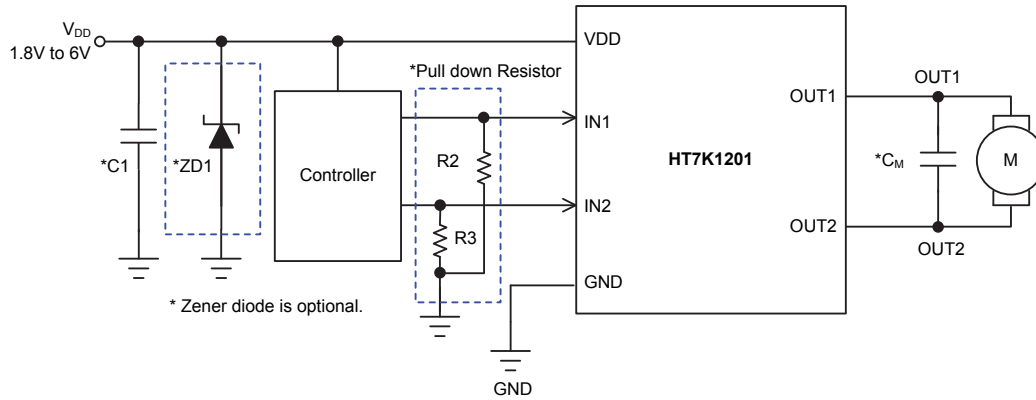 VDD
1.8V to 6V
*C1
*ZD1
* Zener diode is optional.
Controller
*Pull down Resistor
R2
R3
VDD
IN1
IN2
GND
GND
HT7K1201
OUT1
OUT2
OUT1
*CM
M
OUT2